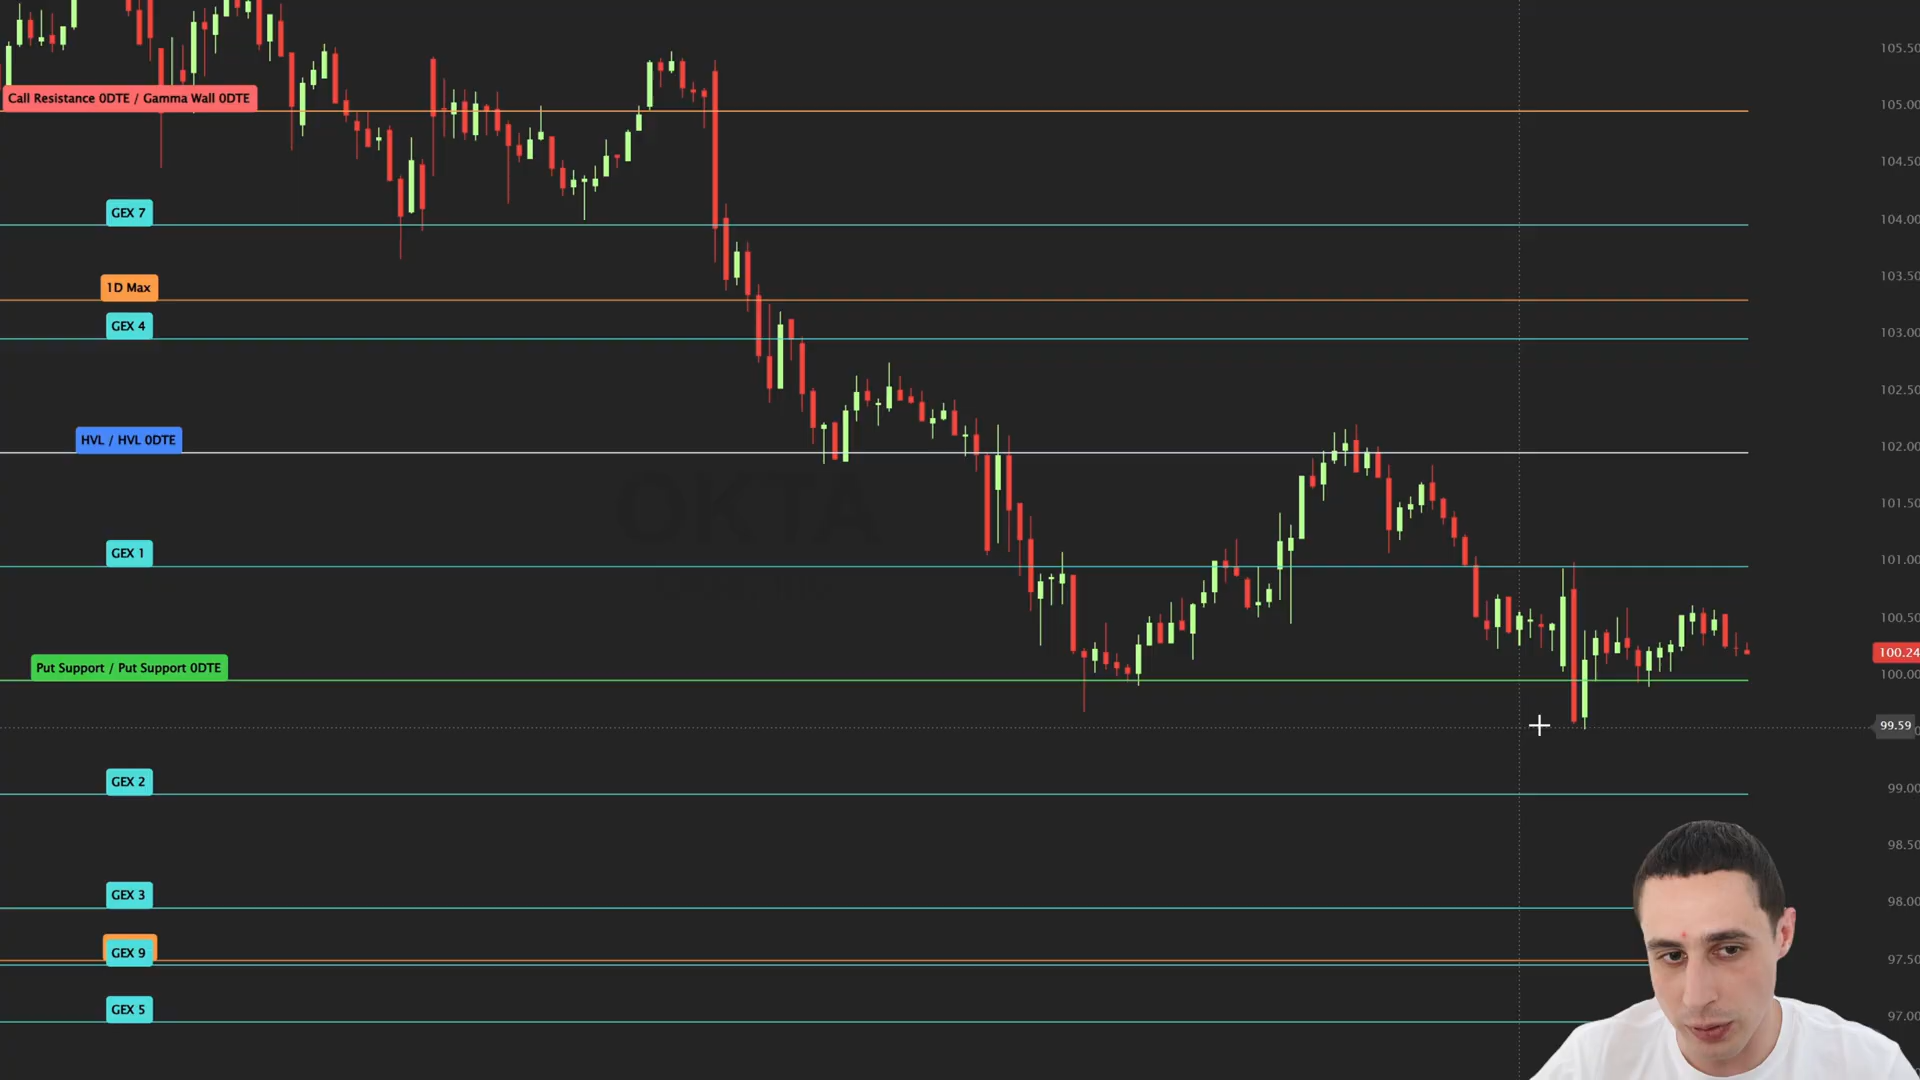 105.50
Call Resistance 0DTE / Gamma Wall 0DTE
105.00
104.50
GEX 7
104.00
103.50
1D Max
GEX 4
103.00
102.50
HVL / HVL 0DTE
102.00
OKTA
101.50
GEX 1
101.00
100.50
100.24
Put Support / Put Support 0DTE
100.00
99.59
GEX 2
99.00
98.50
GEX 3
98.00
GEX 9
97.50
GEX 5
97.00